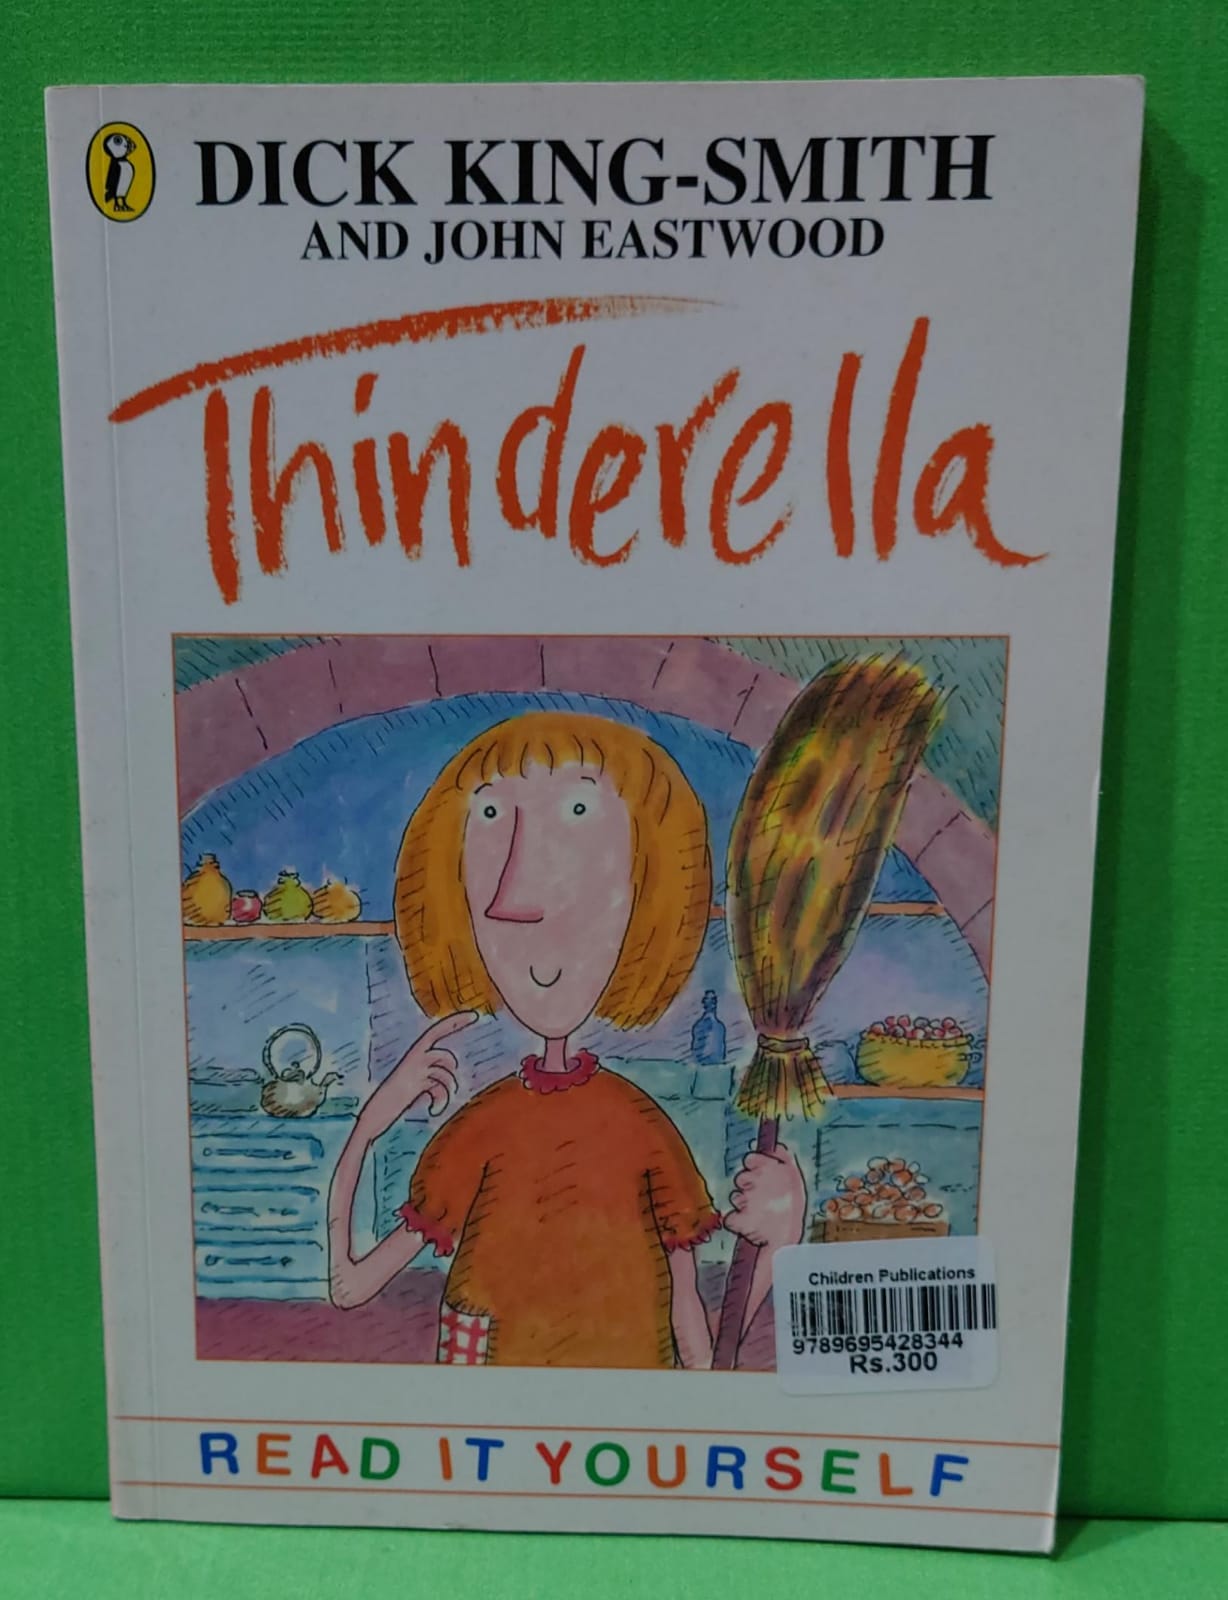 DICK KING-SMITH
AND JOHN EASTWOOD
Thinderella
Children Publications
9789695428344
Rs.300
READ IT YOURSELF